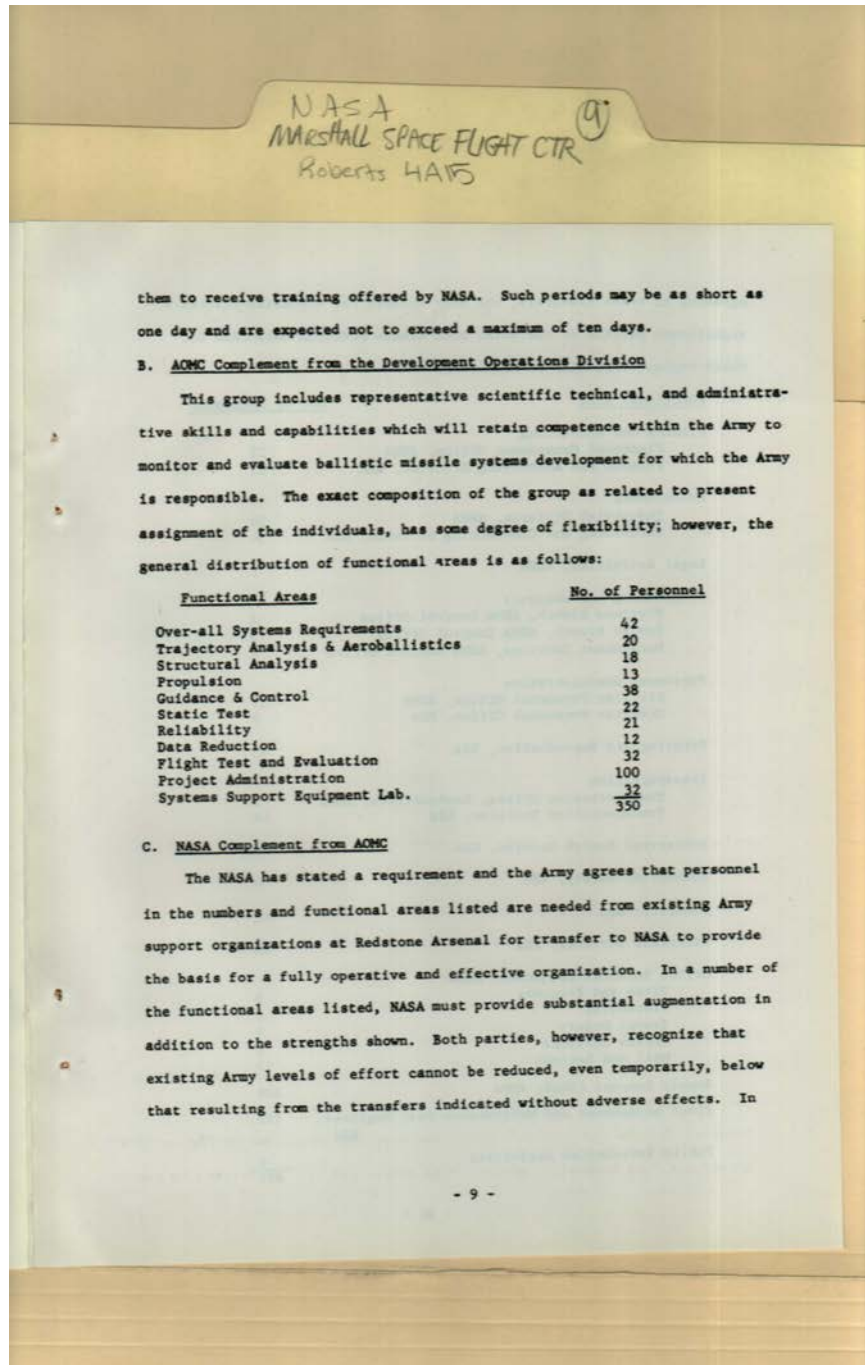 NASA
MARSHALL SPACE FLIGHT CTR
9
Roberts 4A15
them to receive training offered by NASA. Such periods may be as short as
one day and are expected not to exceed a maximum of ten days.
B. AOMC Complement from the Development Operations Division
This group includes representative scientific technical, and administra-
tive skills and capabilities which will retain competence within the Army to
monitor and evaluate ballistic missile systems development for which the Army
is responsible. The exact composition of the group as related to present
assignment of the individuals, has some degree of flexibility; however, the
general distribution of functional areas is as follows:
Functional Areas No. of Personnel
Over-all Systems Requirements 42
Trajectory Analysis & Aeroballistics 20
Structural Analysis 18
Propulsion 13
Guidance & Control 38
Static Test 22
Reliability 21
Data Reduction 12
Flight Test and Evaluation 32
Project Administration 100
Systems Support Equipment Lab. 32
350
C. NASA Complement from AOMC
The NASA has stated a requirement and the Army agrees that personnel
in the numbers and functional areas listed are needed from existing Army
support organizations at Redstone Arsenal for transfer to NASA to provide
the basis for a fully operative and effective organization. In a number of
the functional areas listed, NASA must provide substantial augmentation in
addition to the strengths shown. Both parties, however, recognize that
existing Army levels of effort cannot be reduced, even temporarily, below
that resulting from the transfers indicated without adverse effects. In
- 9 -